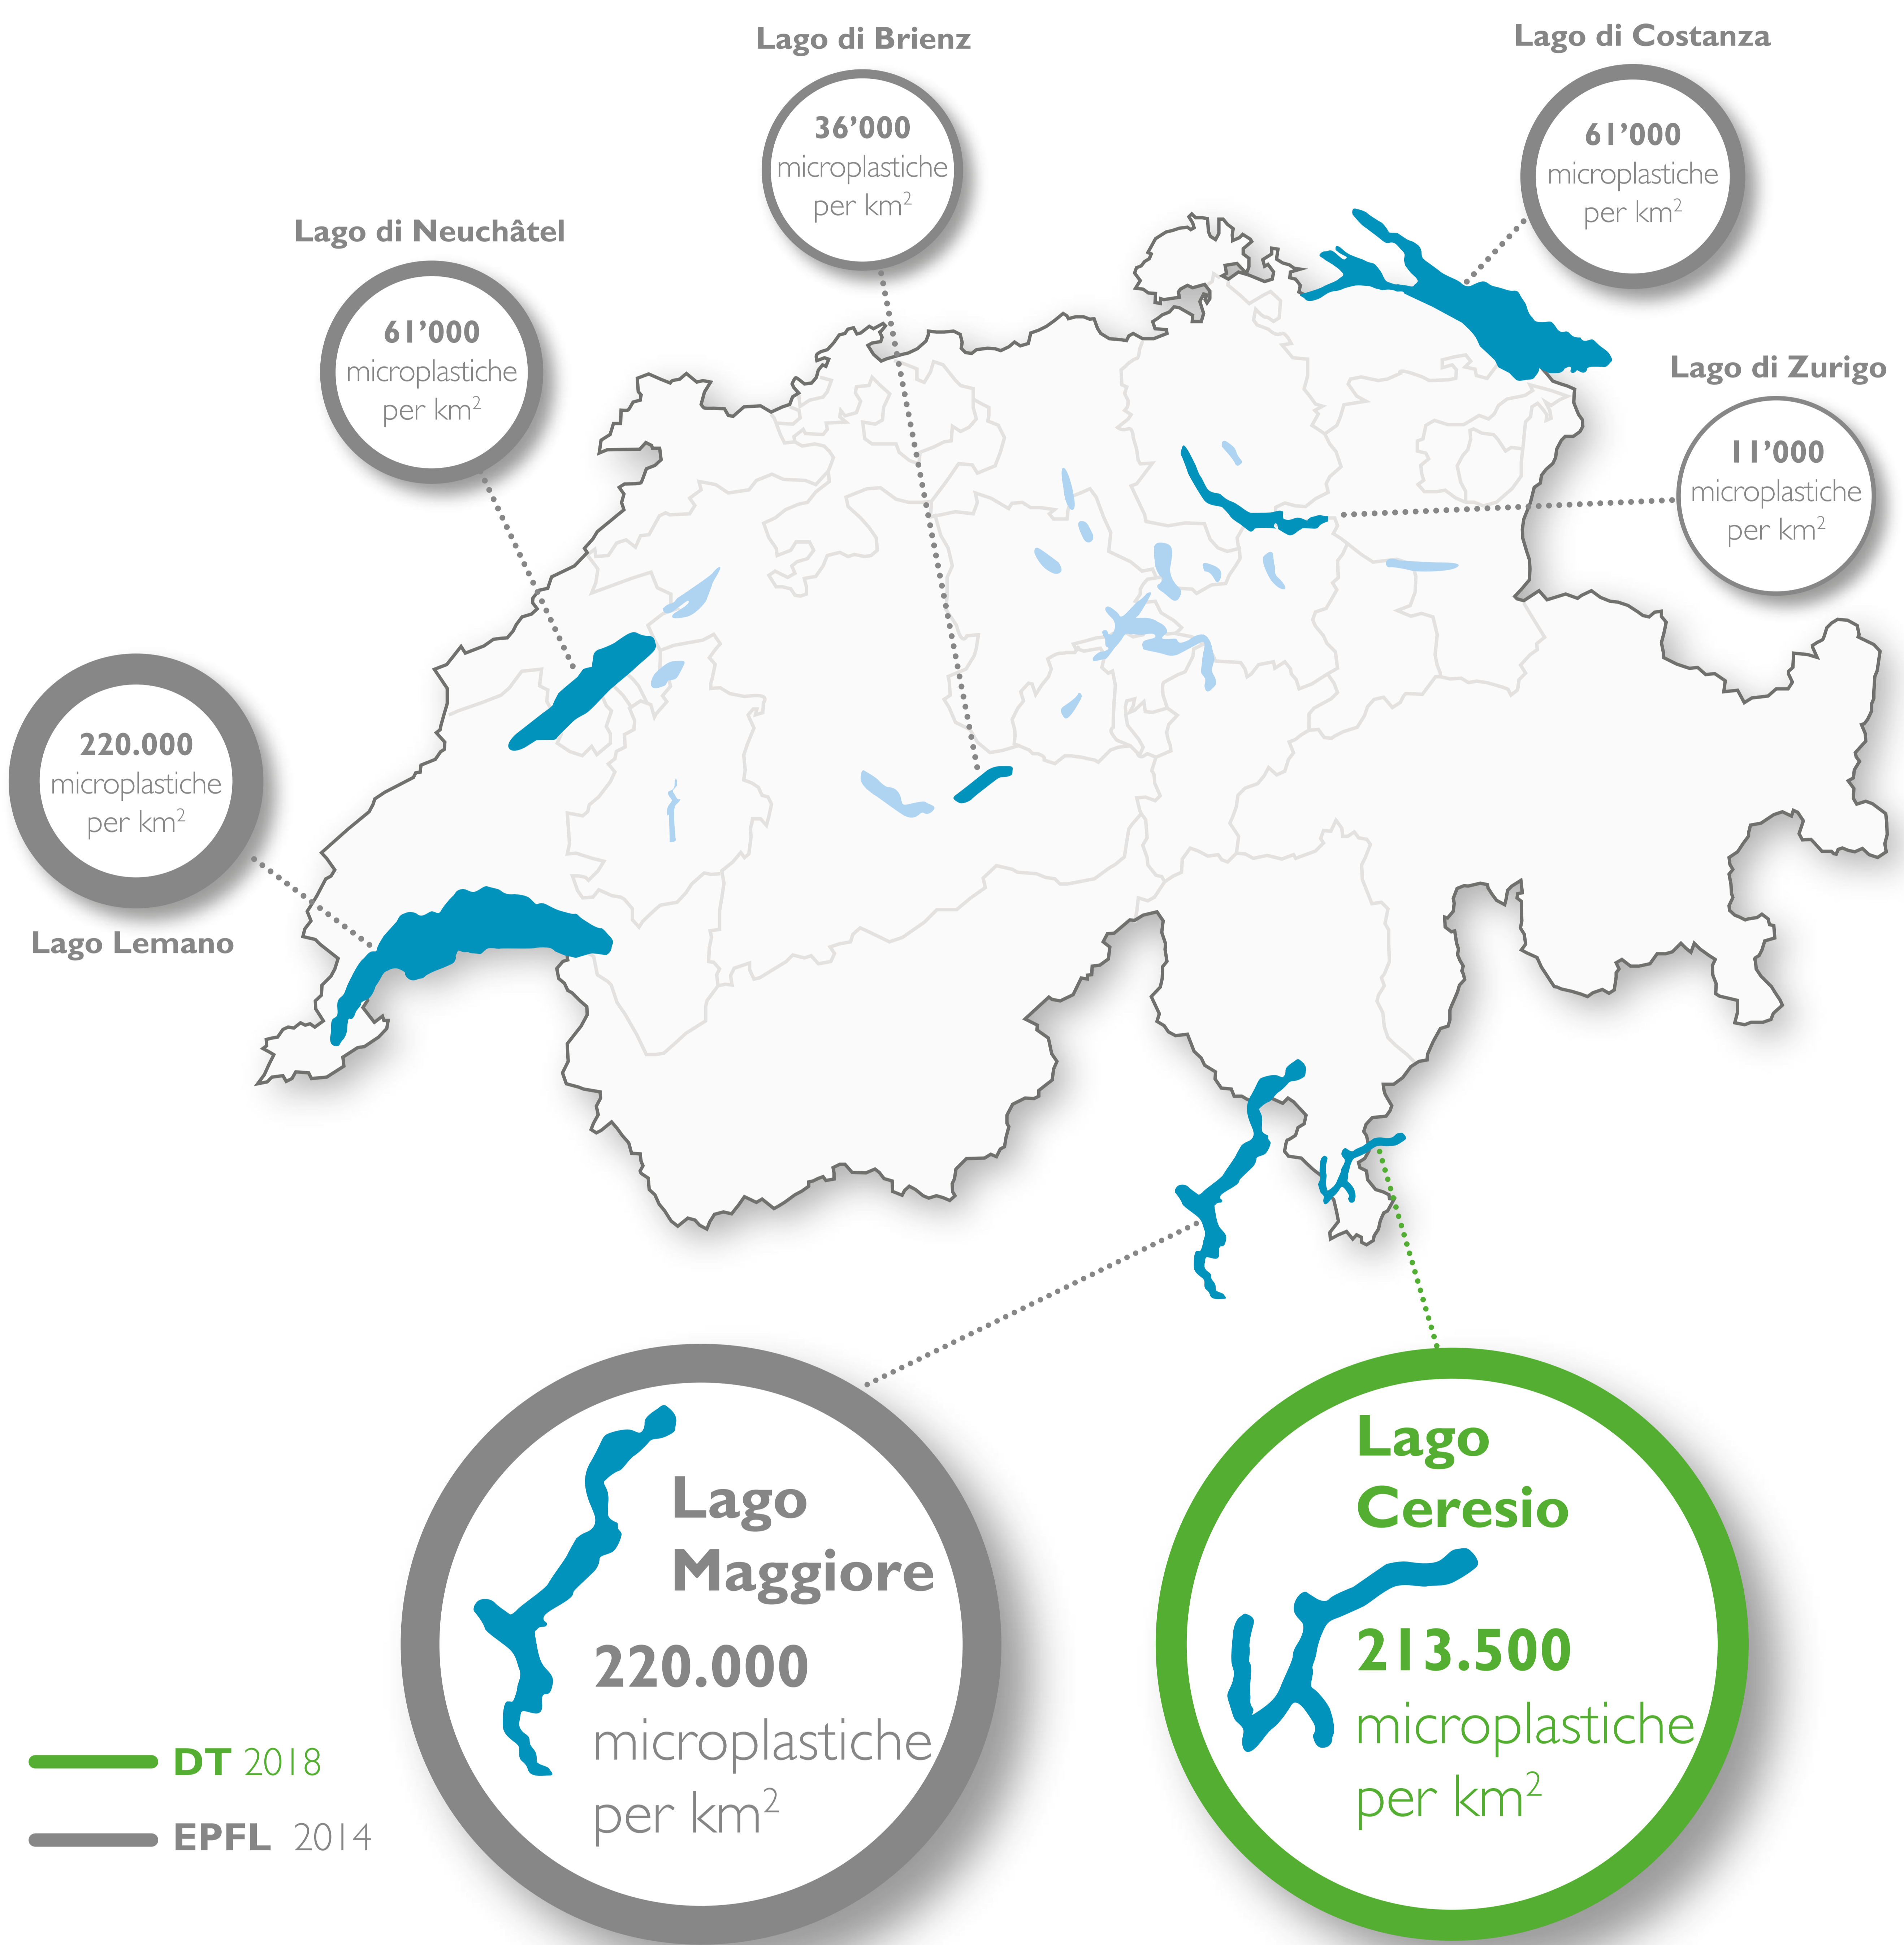 Lago di Brienz
36’000
microplastiche
per km²
Lago di Costanza
61’000
microplastiche
per km²
Lago di Neuchâtel
61’000
microplastiche
per km²
Lago di Zurigo
11’000
microplastiche
per km²
220.000
microplastiche
per km²
Lago Lemano
Lago
Maggiore
220.000
microplastiche
per km²
Lago
Ceresio
213.500
microplastiche
per km²
DT 2018
EPFL 2014